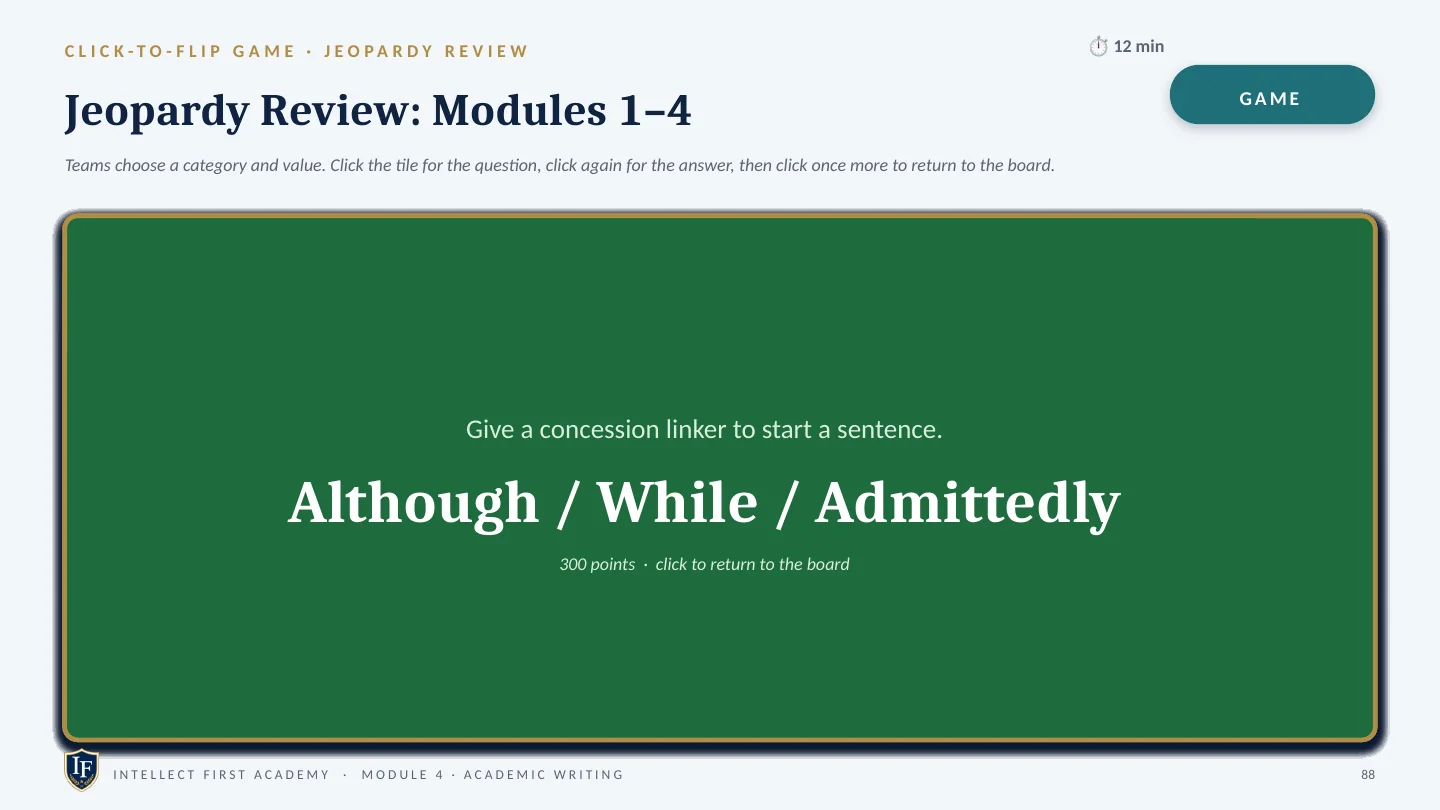 CLICK-TO-FLIP GAME · JEOPARDY REVIEW
⏱ 12 min
GAME
Jeopardy Review: Modules 1–4
Teams choose a category and value. Click the tile for the question, click again for the answer, then click once more to return to the board.
Give a concession linker to start a sentence.
Although / While / Admittedly
300 points · click to return to the board
IF
INTELLECT FIRST ACADEMY · MODULE 4 · ACADEMIC WRITING
88